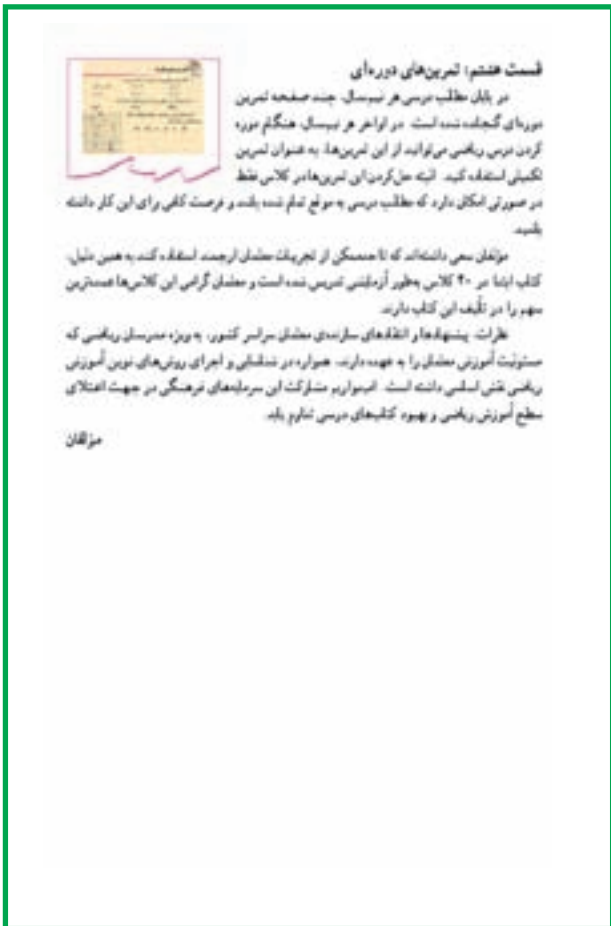 قسمت هشتم: تمرین‌های دوره‌ای
در پایان مطالب درسی هر نیم‌سال، چند صفحه تمرین
دوره‌ای گنجانده شده است. در اواخر هر نیم‌سال، هنگام دوره
کردن درس ریاضی می‌توانید از این تمرین‌ها، به عنوان تمرین
تکمیلی استفاده کنید. البته حل‌کردن این تمرین‌ها در کلاس فقط
در صورتی امکان دارد که مطالب درسی به موقع تمام شده باشد و فرصت کافی برای این کار داشته
باشید.
مؤلفان سعی داشته‌اند که تا حد ممکن از تجربیات معلمان ارجمند استفاده کنند به همین دلیل،
کتاب ابتدا در ۴۰ کلاس به‌طور آزمایشی تدریس شده است و معلمان گرامی این کلاس‌ها عمده‌ترین
سهم را در تألیف این کتاب دارند.
نظرات، پیشنهادها و انتقادهای سازنده‌ی معلمان سراسر کشور، به ویژه مدرسان ریاضی که
مسئولیت آموزش معلمان را به عهده دارند، همواره در شناسایی و اجرای روش‌های نوین آموزش
ریاضی نقش اساسی داشته است. امیدواریم مشارکت این سرمایه‌های فرهنگی در جهت اعتلای
سطح آموزش ریاضی و بهبود کتاب‌های درسی تداوم یابد.
مؤلفان